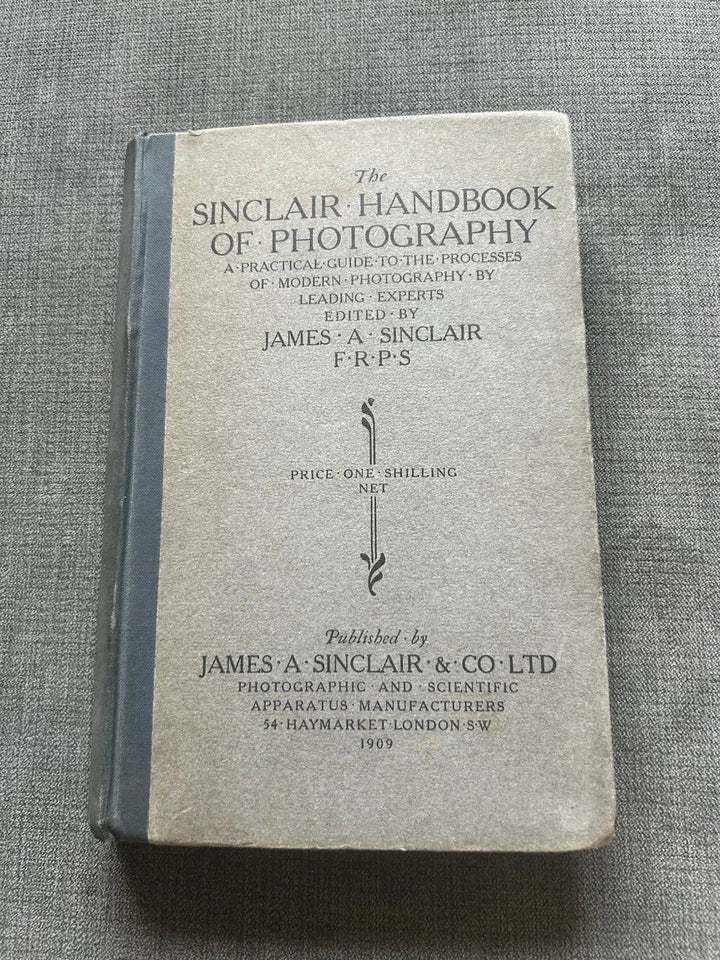 The
SINCLAIR · HANDBOOK
OF · PHOTOGRAPHY
A · PRACTICAL · GUIDE · TO · THE · PROCESSES
OF · MODERN · PHOTOGRAPHY · BY
LEADING · EXPERTS
EDITED · BY
JAMES · A · SINCLAIR
F · R · P · S
PRICE · ONE · SHILLING
NET
Published · by
JAMES · A · SINCLAIR · & · CO · LTD
PHOTOGRAPHIC · AND · SCIENTIFIC
APPARATUS · MANUFACTURERS
54 · HAYMARKET · LONDON · S·W
1909